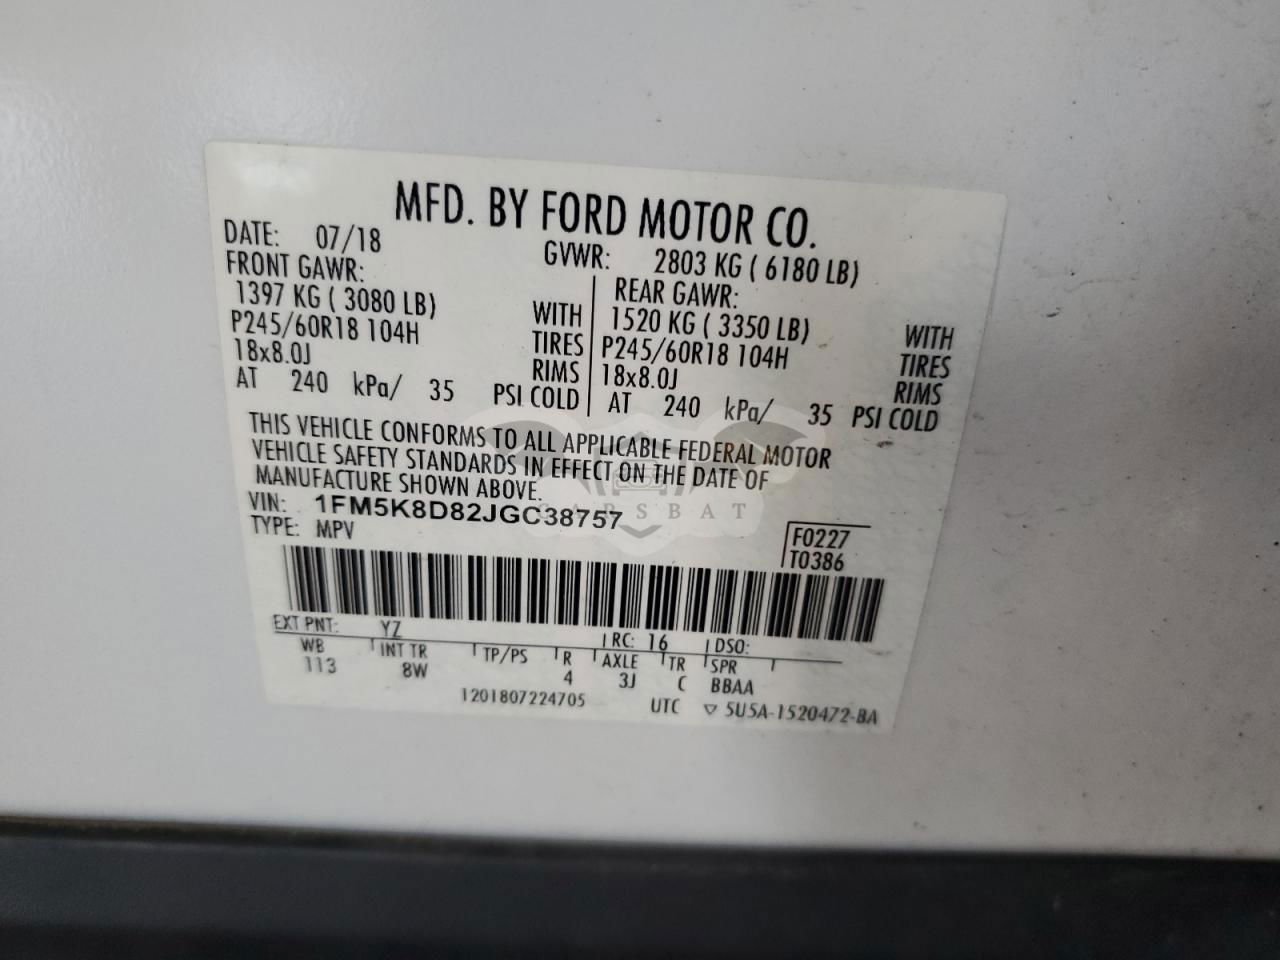 MFD. BY FORD MOTOR CO.
DATE: 07/18 GVWR: 2803 KG ( 6180 LB)
FRONT GAWR: REAR GAWR:
1397 KG ( 3080 LB) WITH 1520 KG ( 3350 LB) WITH
P245/60R18 104H TIRES P245/60R18 104H TIRES
18x8.0J RIMS 18x8.0J RIMS
AT 240 kPa/ 35 PSI COLD AT 240 kPa/ 35 PSI COLD
THIS VEHICLE CONFORMS TO ALL APPLICABLE FEDERAL MOTOR
VEHICLE SAFETY STANDARDS IN EFFECT ON THE DATE OF
MANUFACTURE SHOWN ABOVE.
VIN: 1FM5K8D82JGC38757
CARSBAT
TYPE: MPV
F0227
T0386
EXT PNT: YZ RC: 16 DSO:
WB INT TR TP/PS R AXLE TR SPR
113 8W 4 3J C BBAA
1201807224705 UTC ▽ 5U5A-1520472-BA